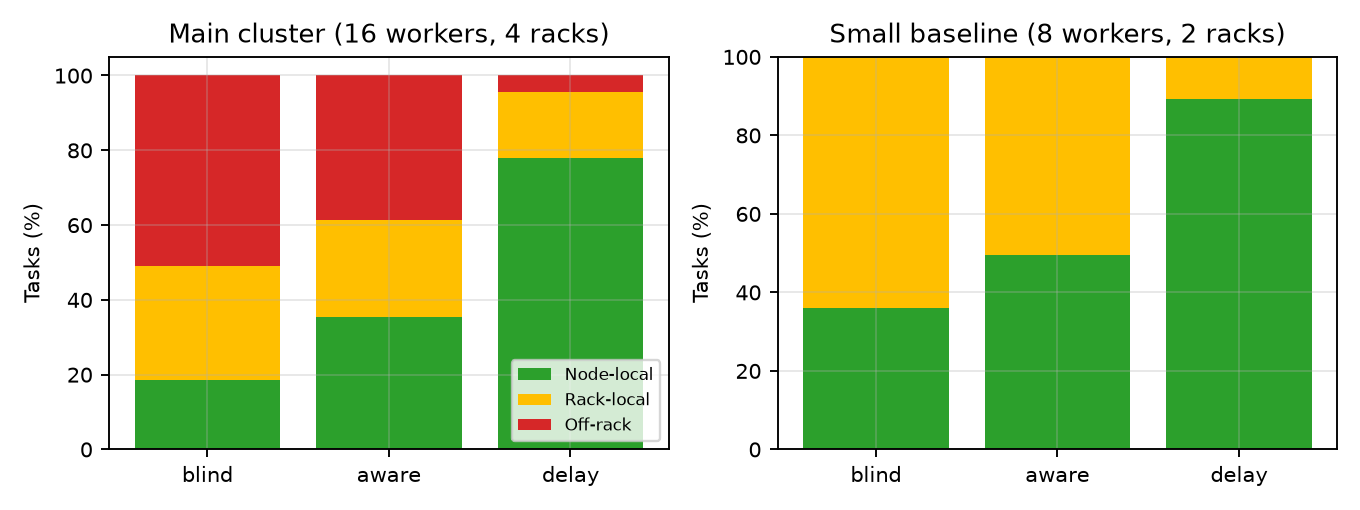 Main cluster (16 workers, 4 racks)
Tasks (%)
100
80
60
40
20
0
blind
aware
delay
Node-local
Rack-local
Off-rack
Small baseline (8 workers, 2 racks)
Tasks (%)
100
80
60
40
20
0
blind
aware
delay